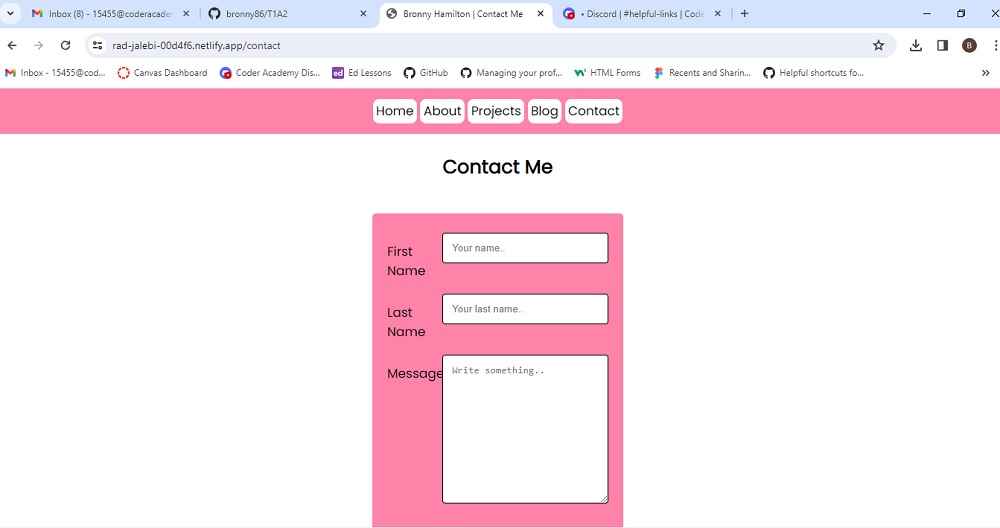 Inbox (8) - 15455@coderacader
bronny86/T1A2
Bronny Hamilton | Contact Me
• Discord | #helpful-links | Code
rad-jalebi-00d4f6.netlify.app/contact
B
Inbox - 15455@cod...
Canvas Dashboard
Coder Academy Dis...
ed Ed Lessons
GitHub
Managing your prof...
HTML Forms
Recents and Sharin...
Helpful shortcuts fo...
Home About Projects Blog Contact
Contact Me
First
Name
Your name..
Last
Name
Your last name..
Message
Write something..